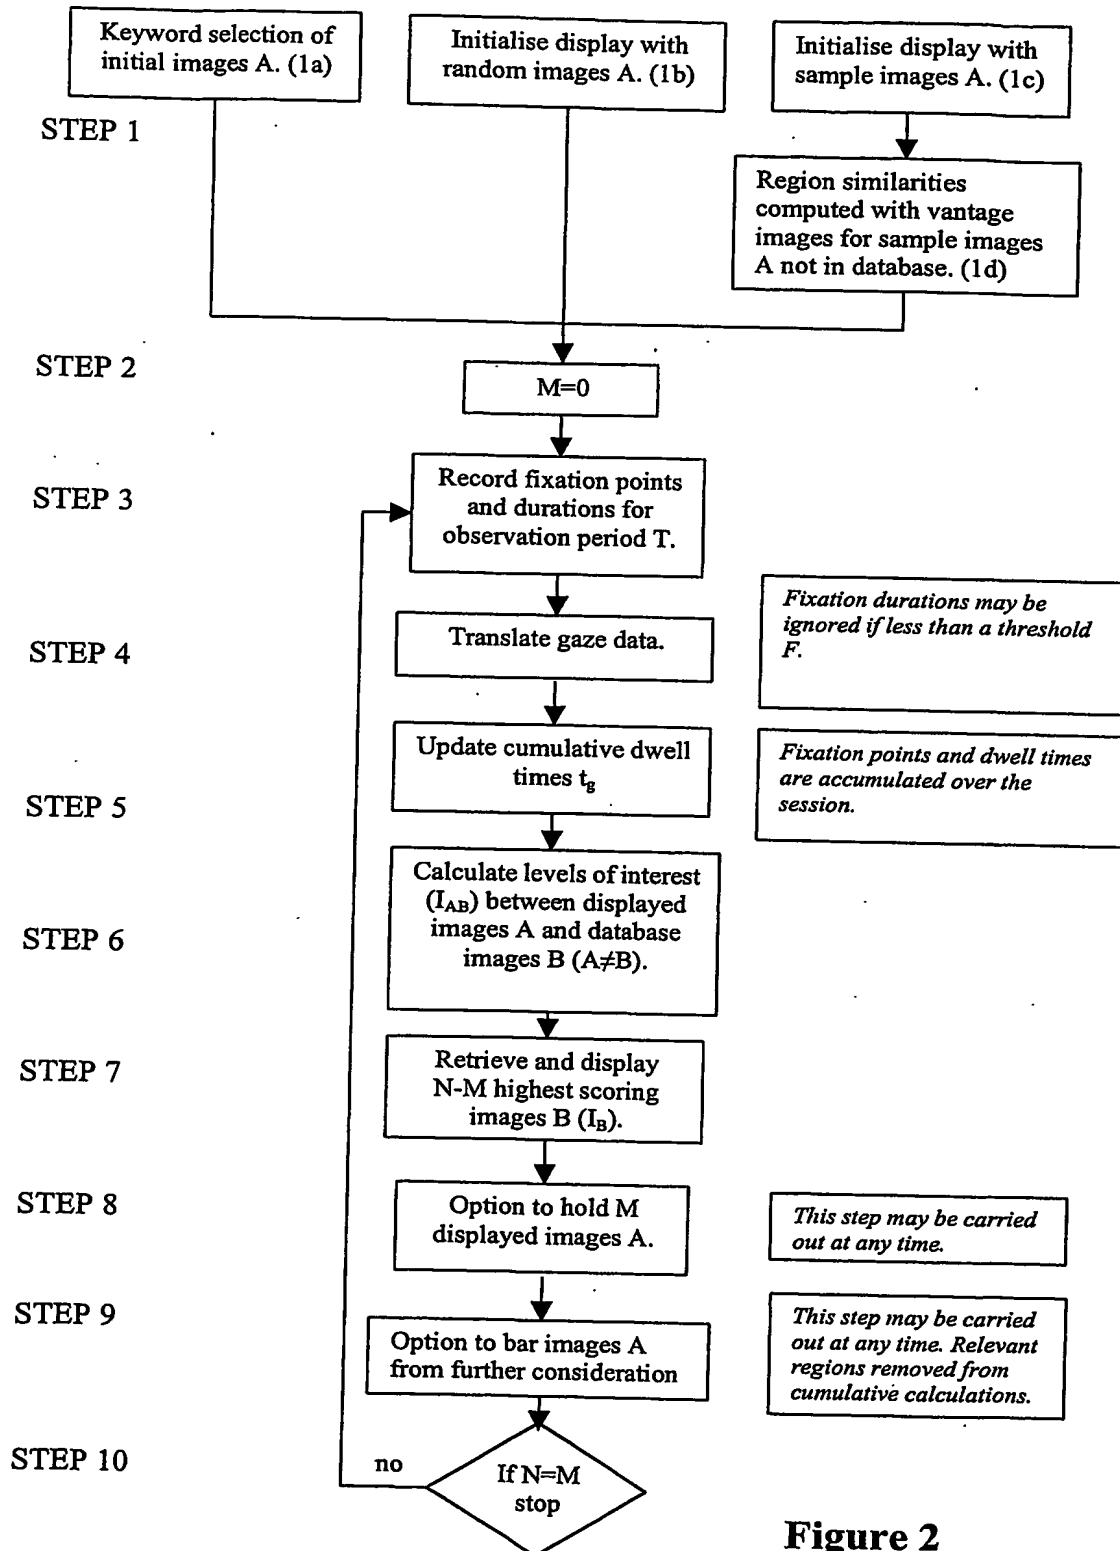 Keyword selection of
initial images A. (1a)
Initialise display with
random images A. (1b)
Initialise display with
sample images A. (1c)
STEP 1
Region similarities
computed with vantage
images for sample images
A not in database. (1d)
STEP 2
M=0
STEP 3
Record fixation points
and durations for
observation period T.
STEP 4
Translate gaze data.
Fixation durations may be
ignored if less than a threshold
F.
STEP 5
Update cumulative dwell
times tg
Fixation points and dwell times
are accumulated over the
session.
STEP 6
Calculate levels of interest
(IAB) between displayed
images A and database
images B (A≠B).
STEP 7
Retrieve and display
N-M highest scoring
images B (IB).
STEP 8
Option to hold M
displayed images A.
This step may be carried
out at any time.
STEP 9
Option to bar images A
from further consideration
This step may be carried
out at any time. Relevant
regions removed from
cumulative calculations.
STEP 10
no
If N=M
stop
Figure 2